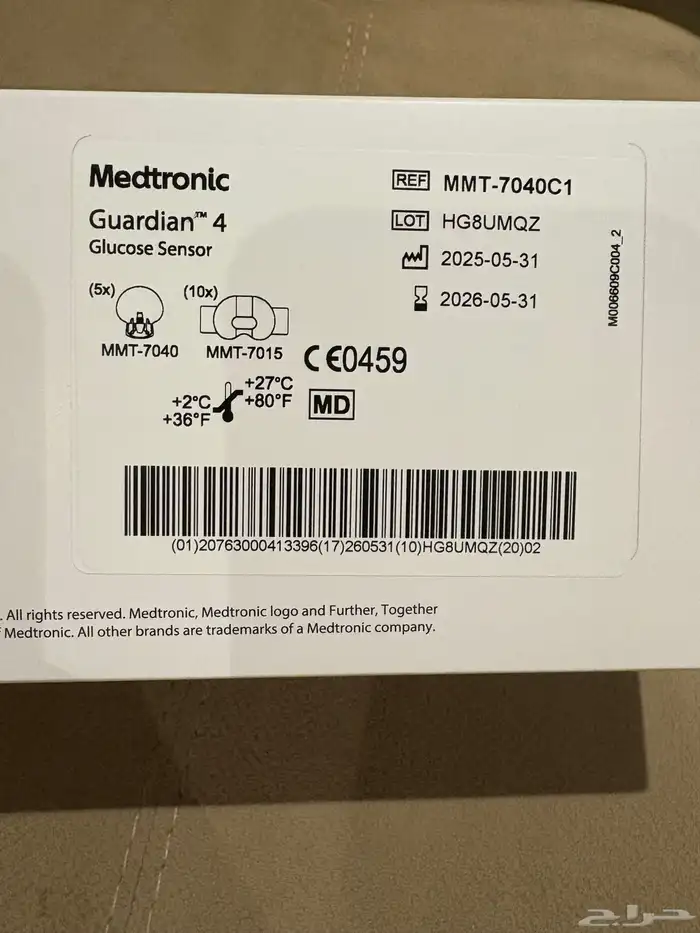 Medtronic
Guardian™ 4
Glucose Sensor
(5x)
MMT-7040
(10x)
MMT-7015
REF MMT-7040C1
LOT HG8UMQZ
2025-05-31
2026-05-31
CE0459
+2°C
+36°F
+27°C
+80°F
MD
M006609C004_2
(01)20763000413396(17)260531(10)HG8UMQZ(20)02
. All rights reserved. Medtronic, Medtronic logo and Further, Together
f Medtronic. All other brands are trademarks of a Medtronic company.
حراج